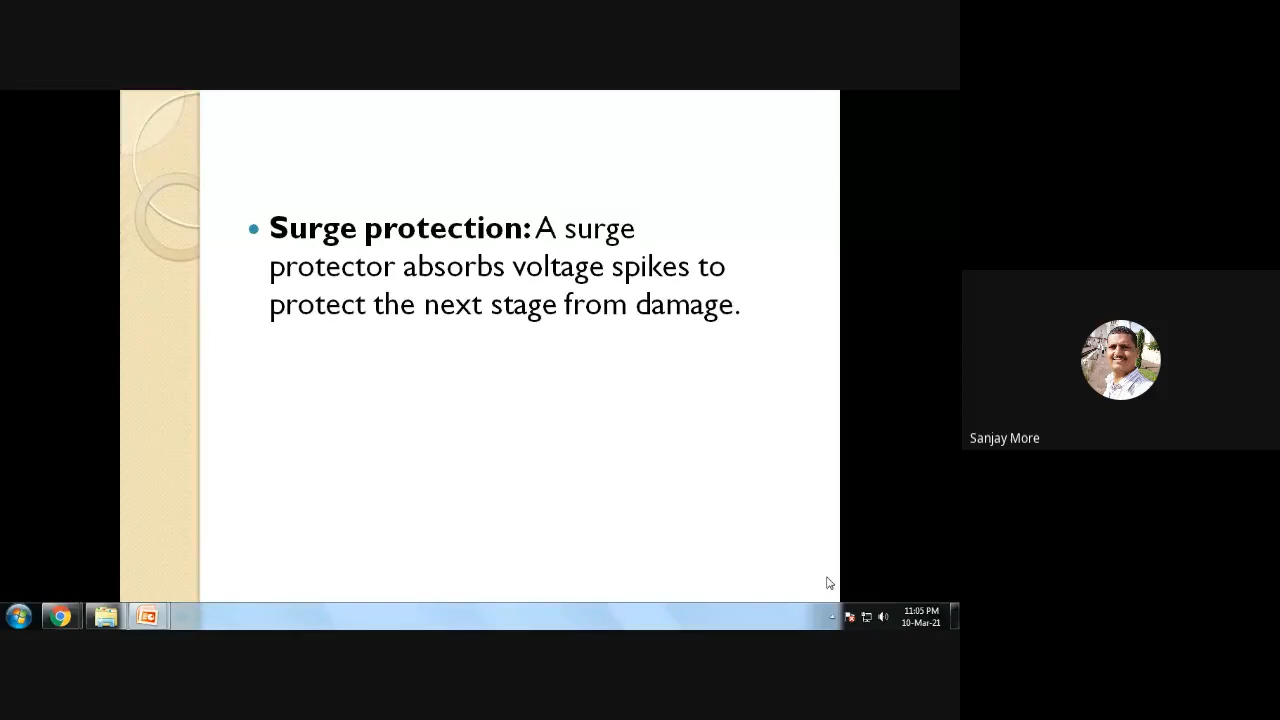 Surge protection: A surge
protector absorbs voltage spikes to
protect the next stage from damage.
Sanjay More
11:05 PM
10-Mar-21